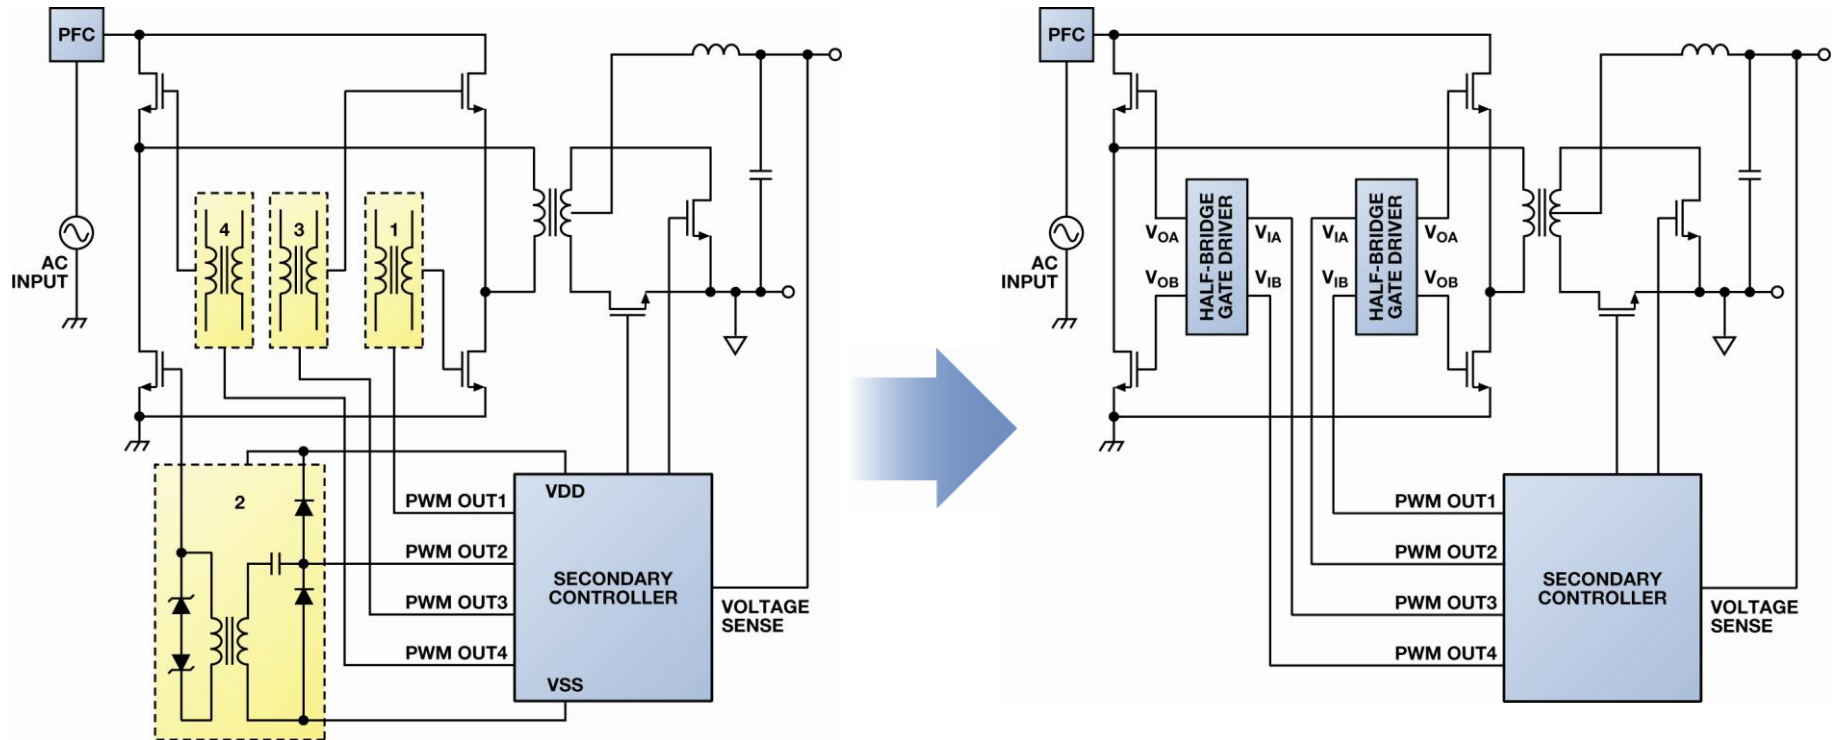 PFC
4
3
1
AC
INPUT
2
VDD
PWM OUT1
PWM OUT2
PWM OUT3
PWM OUT4
SECONDARY
CONTROLLER
VSS
VOLTAGE
SENSE
PFC
AC
INPUT
VOA
VOB
HALF-BRIDGE
GATE DRIVER
VIA
VIB
VIA
VIB
HALF-BRIDGE
GATE DRIVER
VOA
VOB
PWM OUT1
PWM OUT2
PWM OUT3
PWM OUT4
SECONDARY
CONTROLLER
VOLTAGE
SENSE